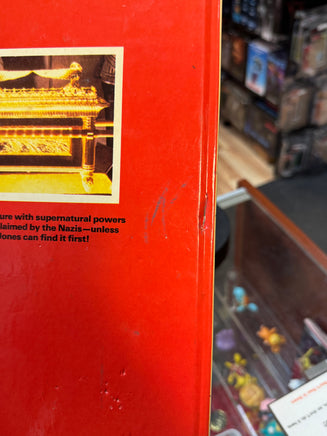 ure with supernatural powers
laimed by the Nazis—unless
Jones can find it first!